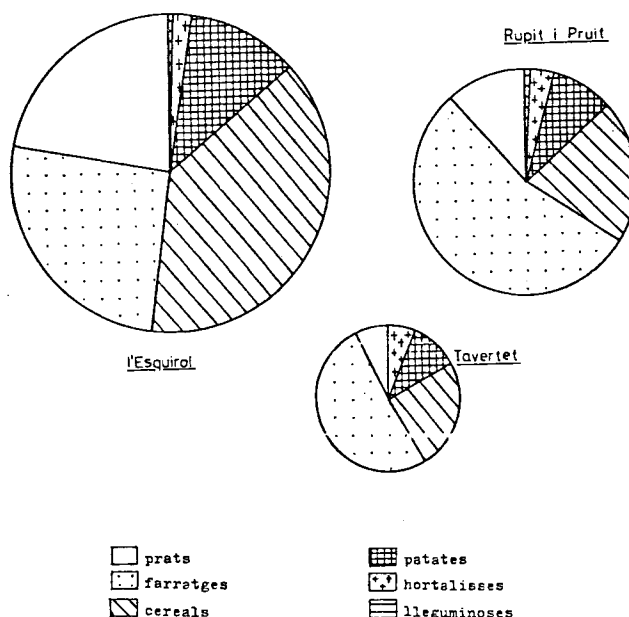 Rupit i Pruit
l'Esquirol
Tavertet
prats
farratges
cereals
patates
hortalisses
lleguminoses